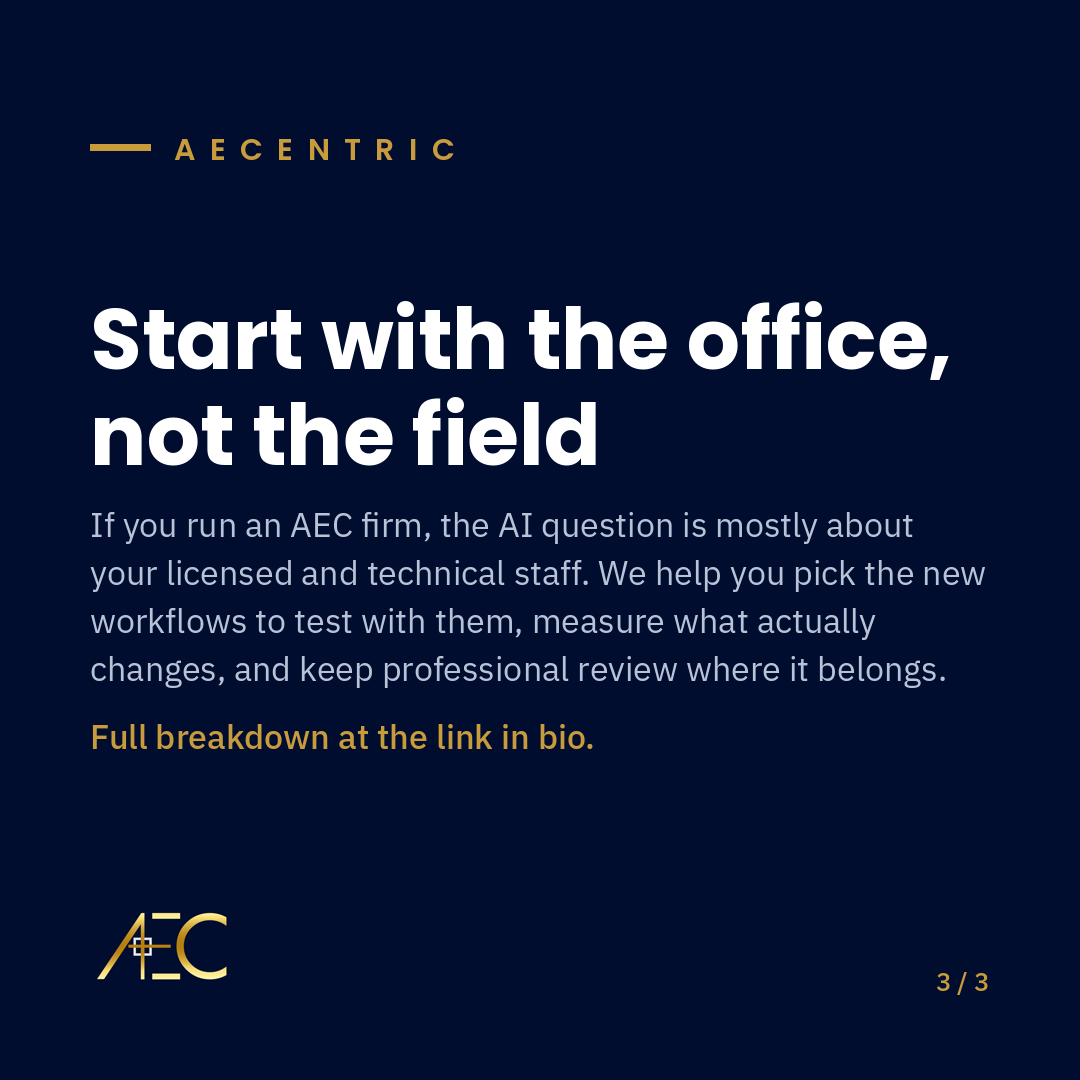 AECENTRIC
Start with the office,
not the field
If you run an AEC firm, the AI question is mostly about
your licensed and technical staff. We help you pick the new
workflows to test with them, measure what actually
changes, and keep professional review where it belongs.
Full breakdown at the link in bio.
AEC
3 / 3